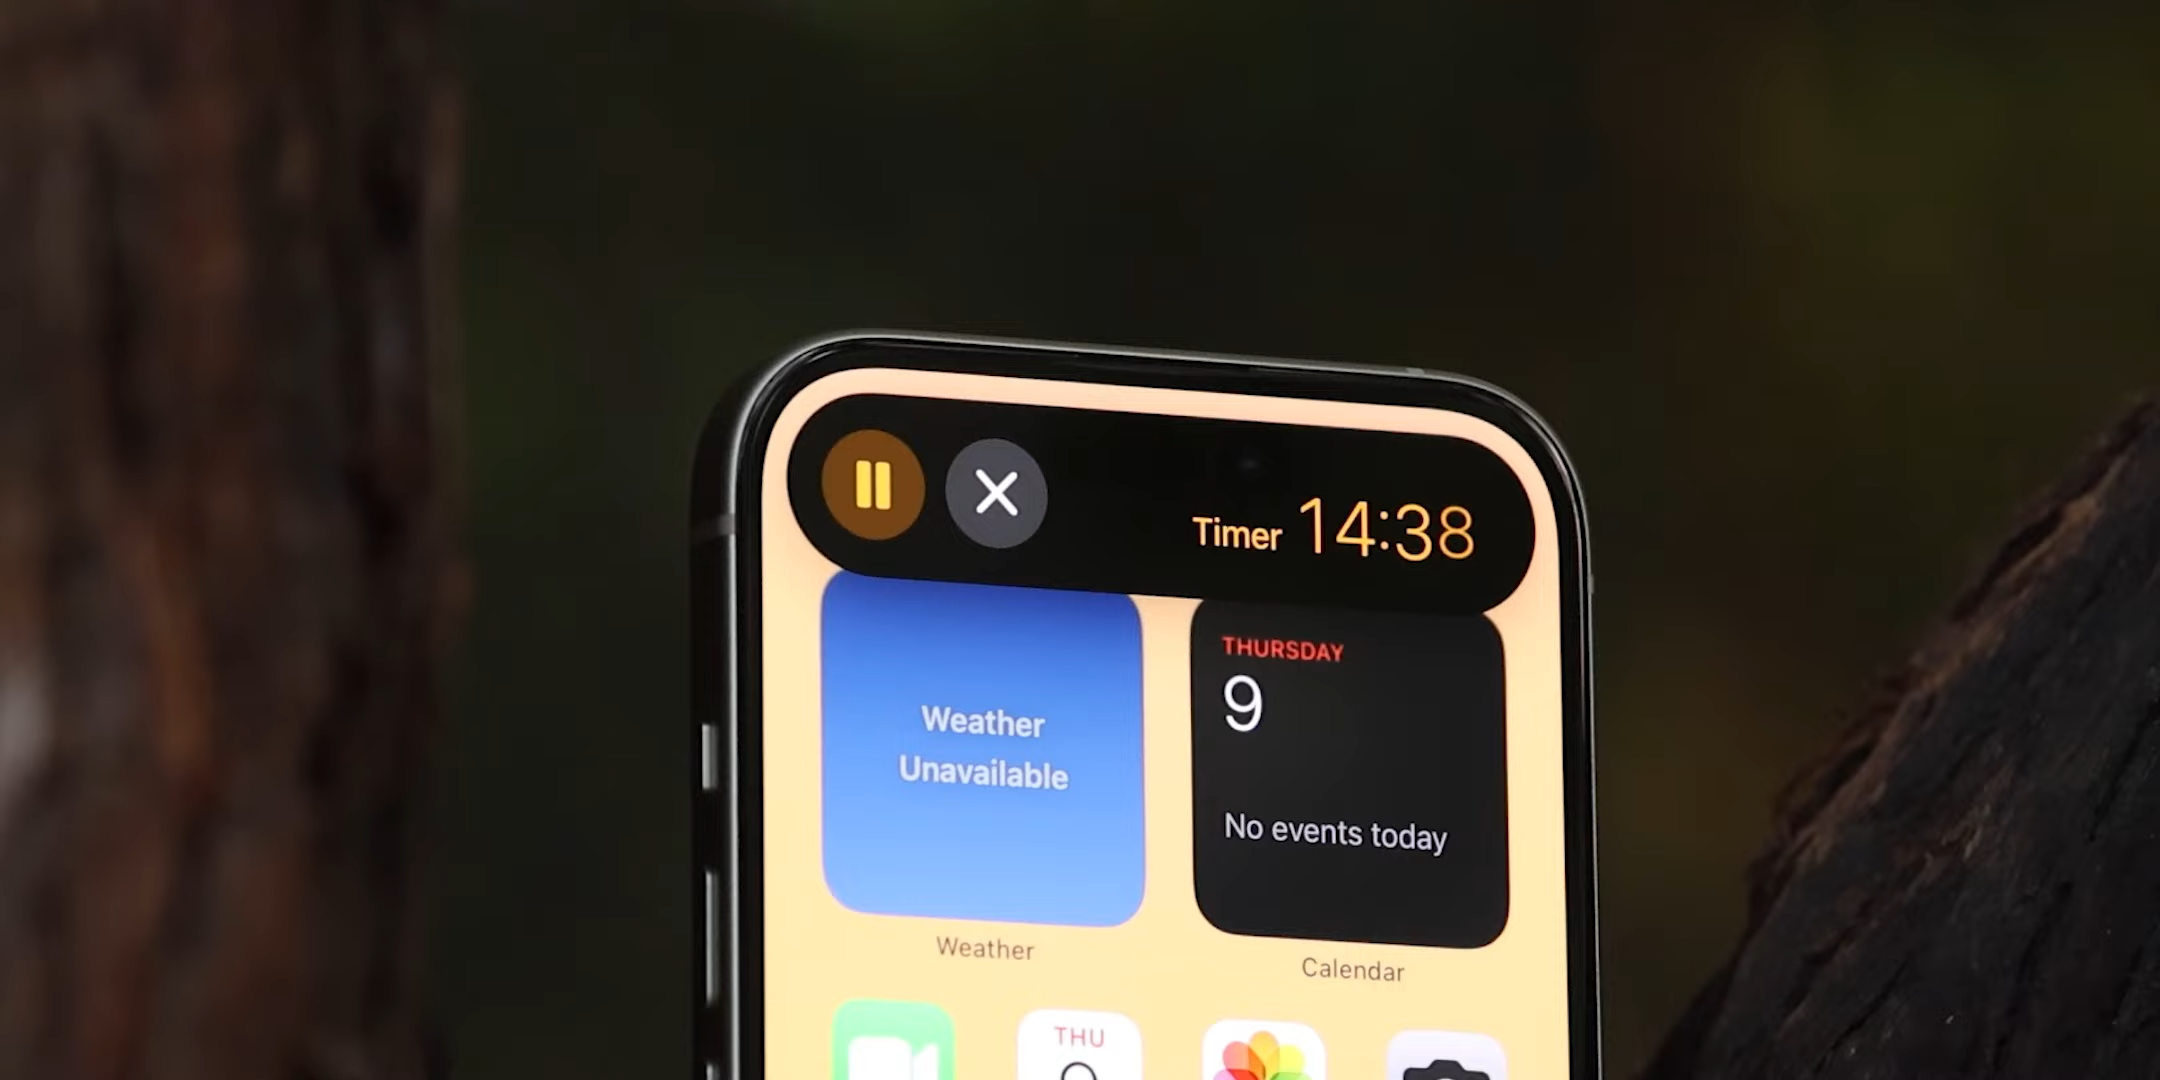 Timer 14:38
Weather
Unavailable
THURSDAY
9
No events today
Weather
Calendar
THU